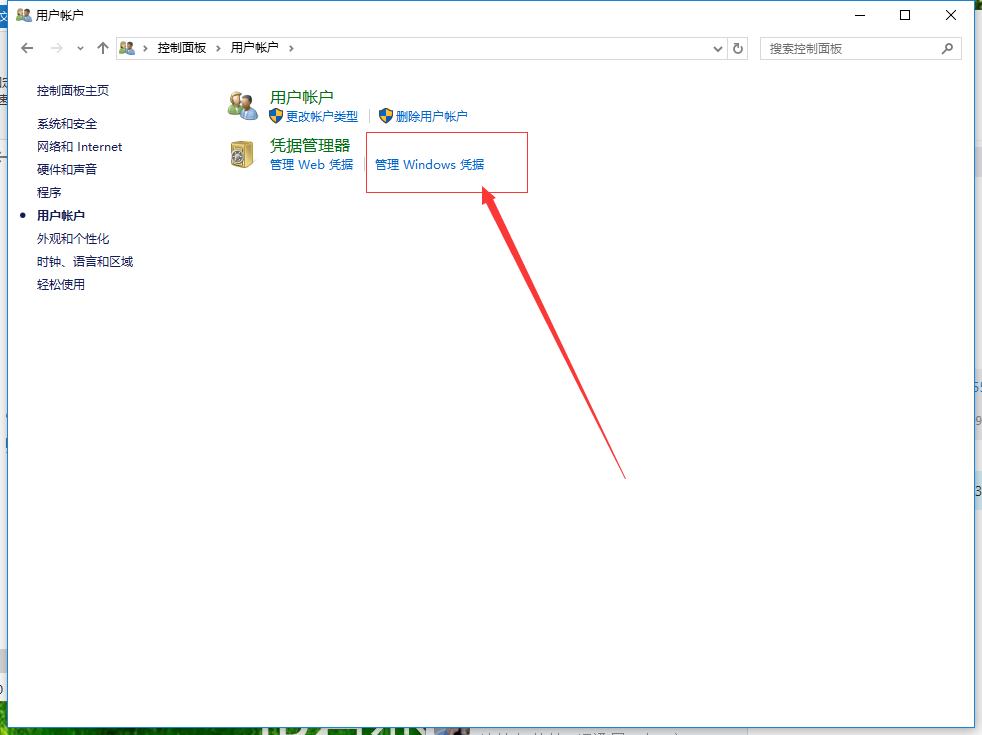 用户帐户
控制面板 用户帐户
搜索控制面板
控制面板主页
系统和安全
网络和 Internet
硬件和声音
程序
用户帐户
外观和个性化
时钟、语言和区域
轻松使用
用户帐户
更改帐户类型 删除用户帐户
凭据管理器
管理 Web 凭据 管理 Windows 凭据